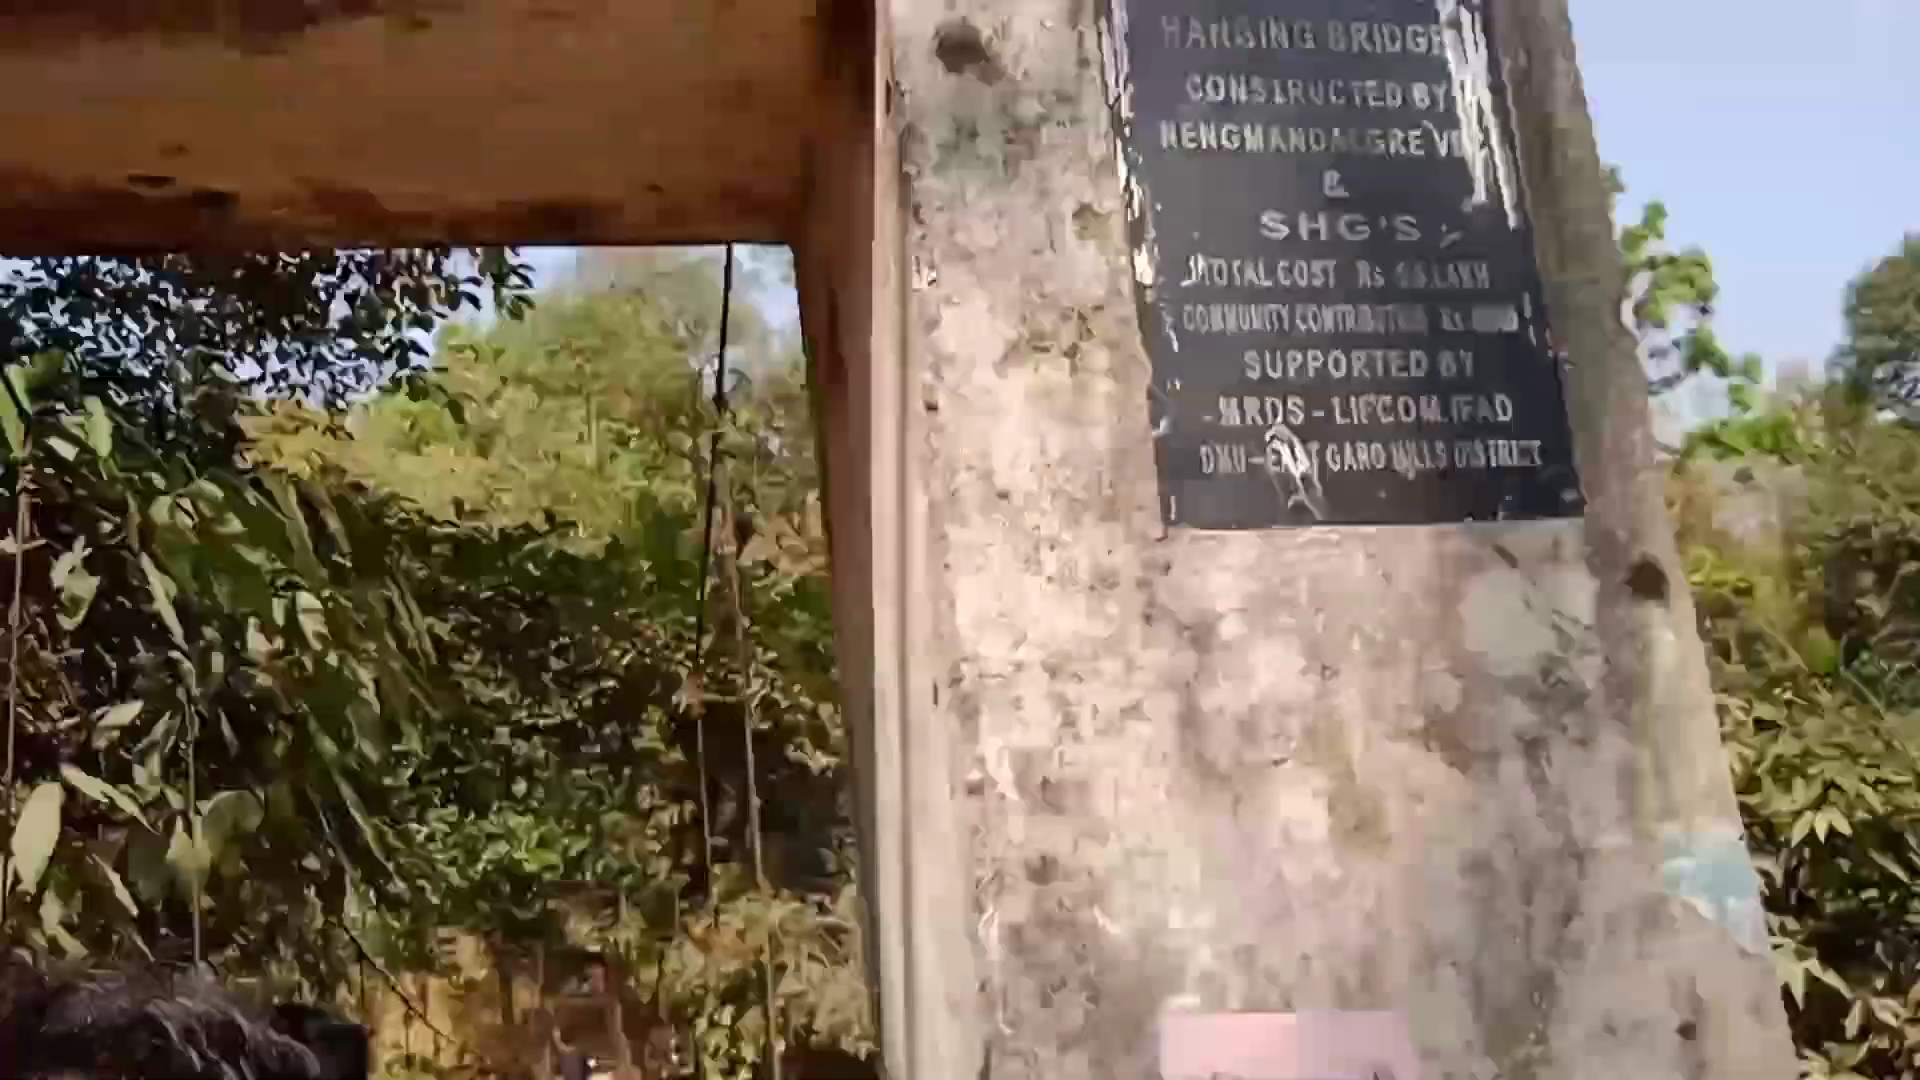 HANGING BRIDGE
CONSTRUCTED BY
NENGMANDALGRE
&
SHG'S
TOTAL COST Rs LAKH
COMMUNITY CONTRIBUTION Rs
SUPPORTED BY
-MRDS-LIFCOM.IFAD
DMU-EAST GARO HILLS DISTRICT